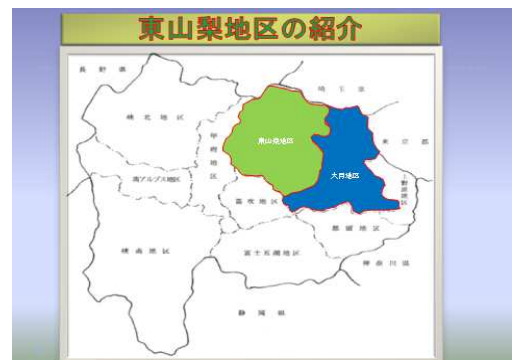 東山梨地区の紹介
長野県
埼玉県
峡北地区
甲府地区
東山梨地区
東京都
大月地区
南アルプス地区
上野原地区
笛吹地区
都留地区
峡南地区
富士五湖地区
神奈川県
静岡県